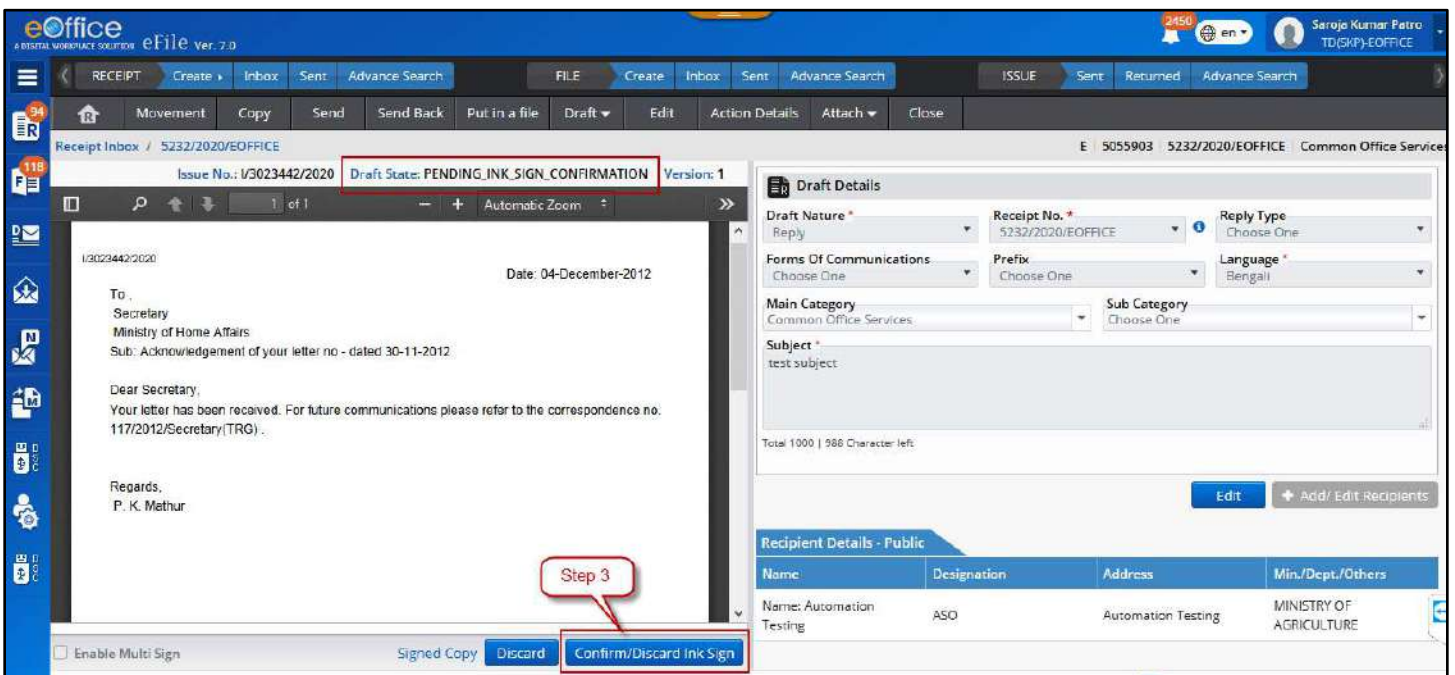 eOffice
A DIGITAL WORKPLACE SOLUTION eFile Ver. 7.0
2450
en
Saroja Kumar Patro
TD(SKP)-EOFFICE
RECEIPT Create Inbox Sent Advance Search FILE Create Inbox Sent Advance Search ISSUE Sent Returned Advance Search
Movement Copy Send Send Back Put in a file Draft Edit Action Details Attach Close
94
118
Receipt Inbox / 5232/2020/EOFFICE
E 5055903 5232/2020/EOFFICE Common Office Services
Issue No.: I/3023442/2020 Draft State: PENDING_INK_SIGN_CONFIRMATION Version: 1
1 of 1 Automatic Zoom
I/3023442/2020
Date: 04-December-2012
To ,
Secretary
Ministry of Home Affairs
Sub: Acknowledgement of your letter no - dated 30-11-2012
Dear Secretary,
Your letter has been received. For future communications please refer to the correspondence no.
117/2012/Secretary(TRG) .
Regards,
P. K. Mathur
Step 3
Enable Multi Sign Signed Copy Discard Confirm/Discard Ink Sign
Draft Details
Draft Nature * Receipt No. * Reply Type
Reply 5232/2020/EOFFICE Choose One
Forms Of Communications Prefix Language *
Choose One Choose One Bengali
Main Category Sub Category
Common Office Services Choose One
Subject *
test subject
Total 1000 | 988 Character left
Edit + Add/ Edit Recipients
Recipient Details - Public
Name Designation Address Min./Dept./Others
Name: Automation Testing ASO Automation Testing MINISTRY OF AGRICULTURE